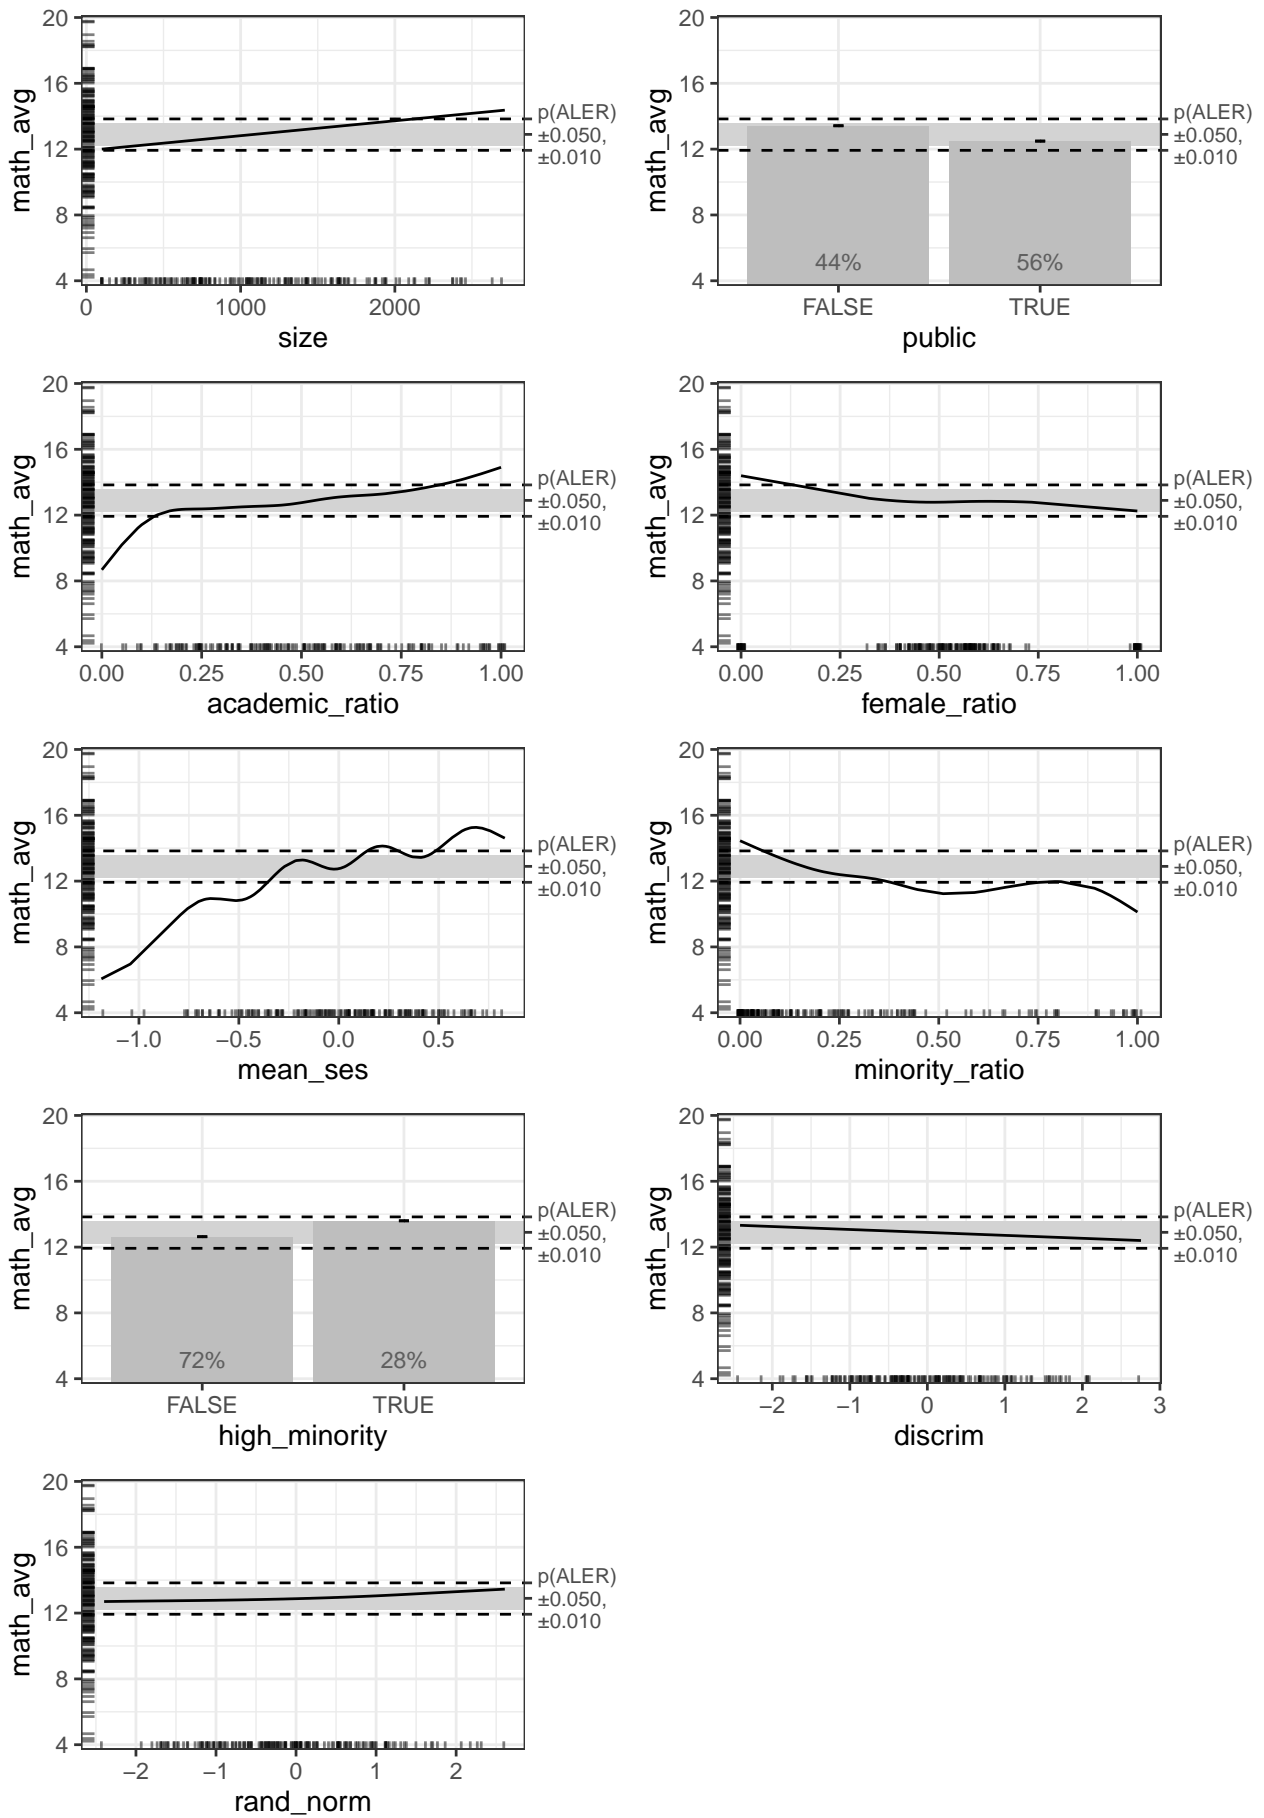 20
16
12
8
4
math_avg
0 1000 2000
size
p(ALER)
±0.050,
±0.010
20
16
12
8
4
math_avg
44% 56%
FALSE TRUE
public
p(ALER)
±0.050,
±0.010
20
16
12
8
4
math_avg
0.00 0.25 0.50 0.75 1.00
academic_ratio
p(ALER)
±0.050,
±0.010
20
16
12
8
4
math_avg
0.00 0.25 0.50 0.75 1.00
female_ratio
p(ALER)
±0.050,
±0.010
20
16
12
8
4
math_avg
−1.0 −0.5 0.0 0.5
mean_ses
p(ALER)
±0.050,
±0.010
20
16
12
8
4
math_avg
0.00 0.25 0.50 0.75 1.00
minority_ratio
p(ALER)
±0.050,
±0.010
20
16
12
8
4
math_avg
72% 28%
FALSE TRUE
high_minority
p(ALER)
±0.050,
±0.010
20
16
12
8
4
math_avg
−2 −1 0 1 2 3
discrim
p(ALER)
±0.050,
±0.010
20
16
12
8
4
math_avg
−2 −1 0 1 2
rand_norm
p(ALER)
±0.050,
±0.010